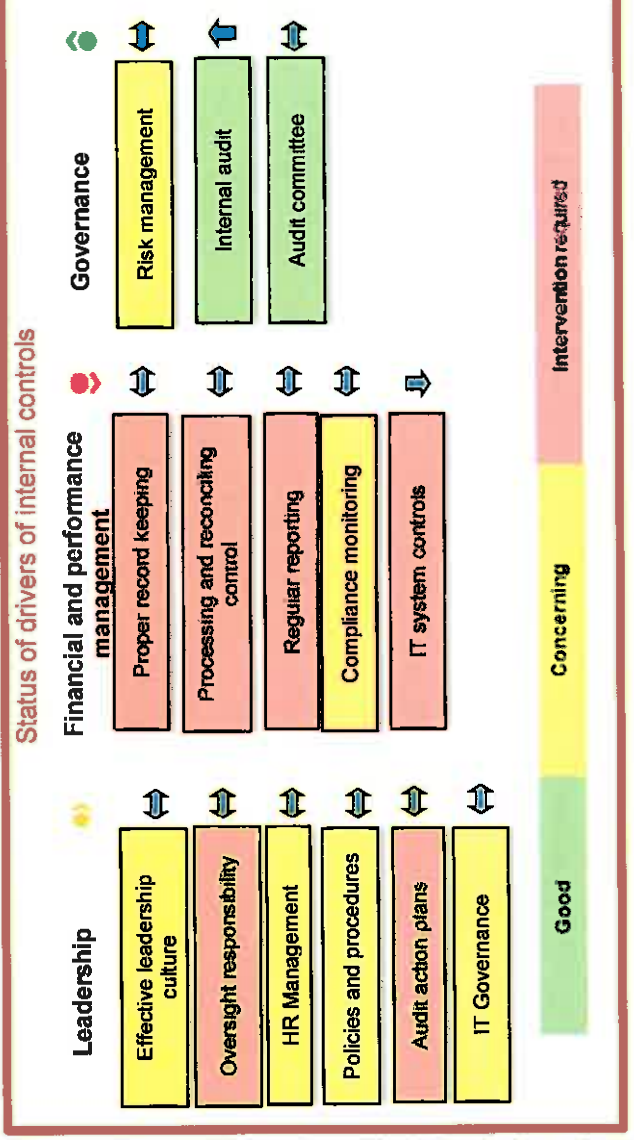 Status of drivers of internal controls
Leadership
Effective leadership
culture
Oversight responsibility
HR Management
Policies and procedures
Audit action plans
IT Governance
Financial and performance
management
Proper record keeping
Processing and reconciling
control
Regular reporting
Compliance monitoring
IT system controls
Governance
Risk management
Internal audit
Audit committee
Good
Concerning
Intervention required